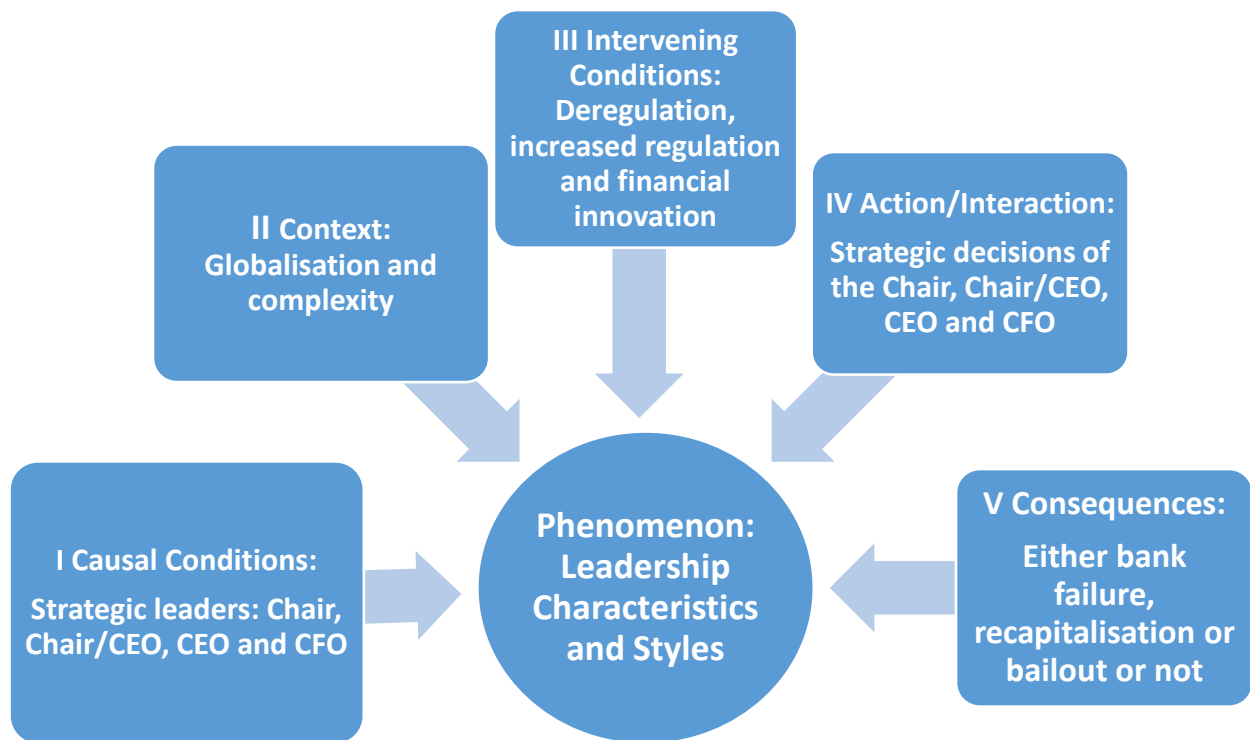 I Causal Conditions:
Strategic leaders: Chair,
Chair/CEO, CEO and CFO
II Context:
Globalisation and
complexity
III Intervening
Conditions:
Deregulation,
increased regulation
and financial
innovation
IV Action/Interaction:
Strategic decisions of
the Chair, Chair/CEO,
CEO and CFO
V Consequences:
Either bank
failure,
recapitalisation or
bailout or not
Phenomenon:
Leadership
Characteristics
and Styles